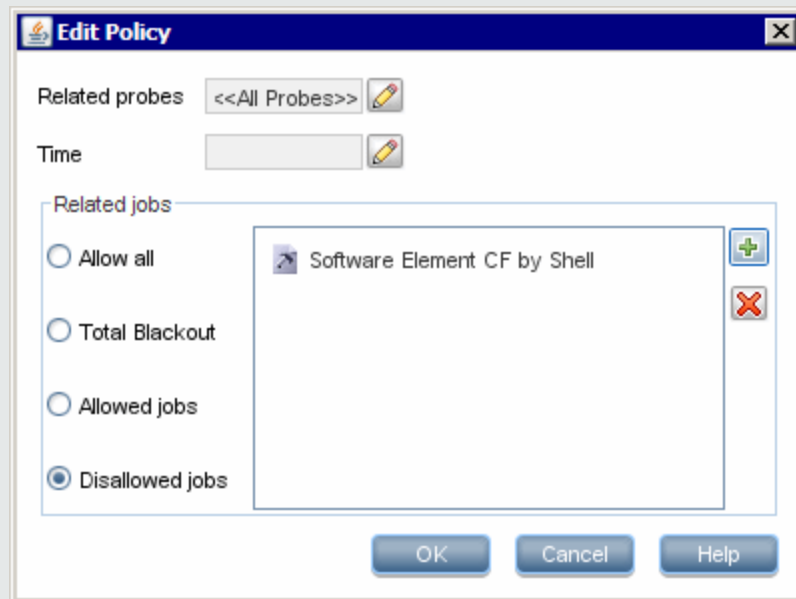 Edit Policy
Related probes <<All Probes>>
Time
Related jobs
Allow all
Software Element CF by Shell
Total Blackout
Allowed jobs
Disallowed jobs
OK Cancel Help